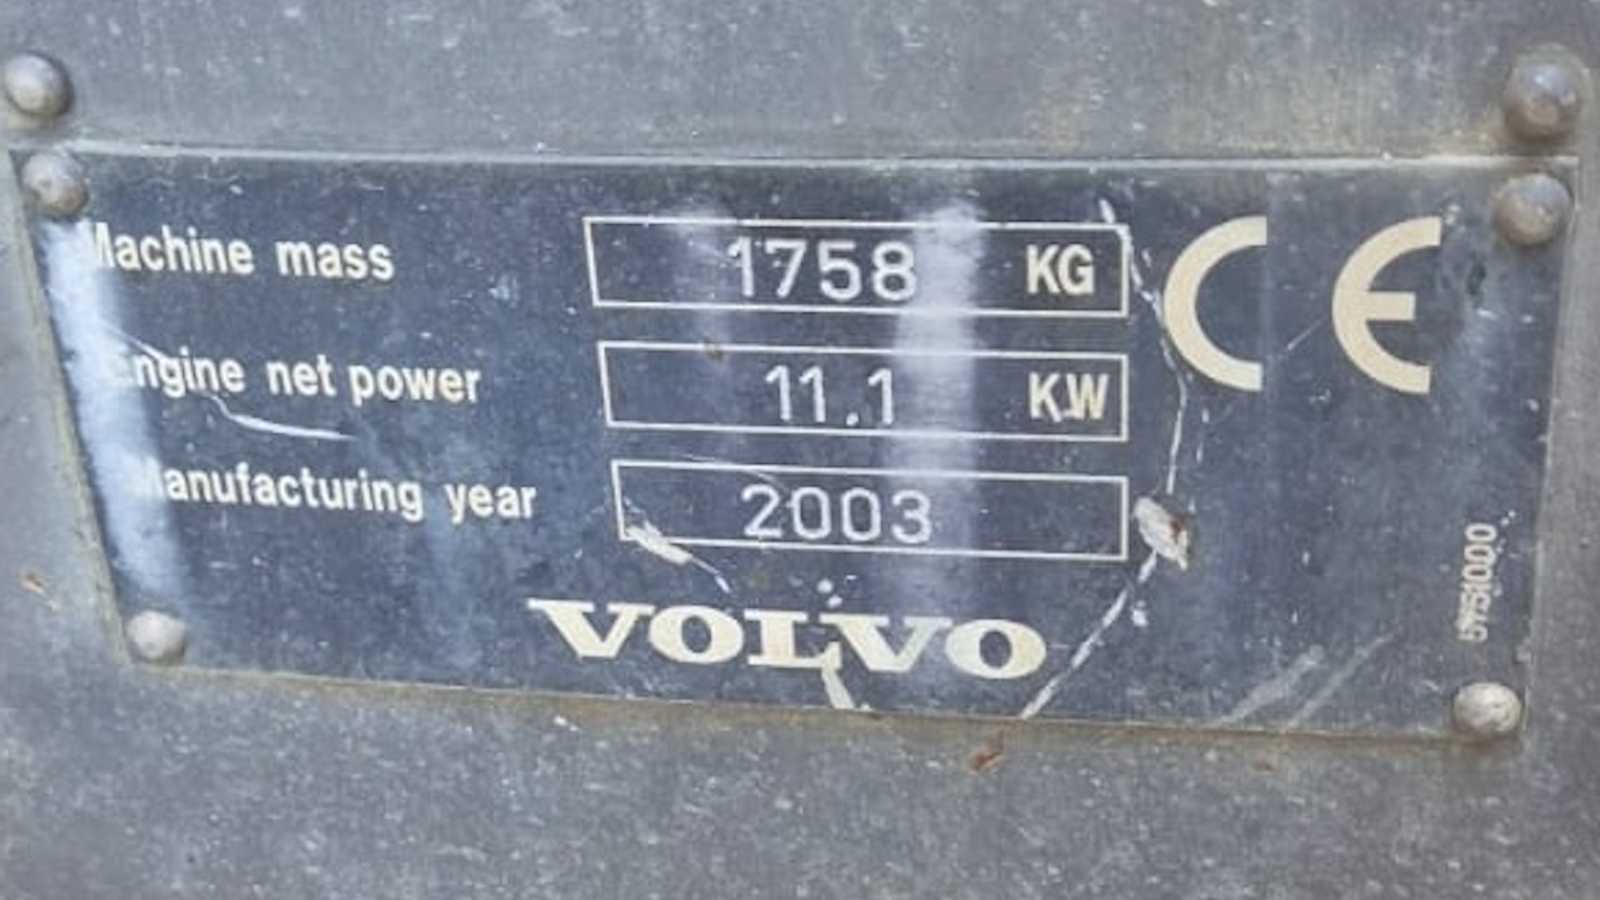 Machine mass 1758 KG
Engine net power 11.1 KW
Manufacturing year 2003
VOLVO
CE